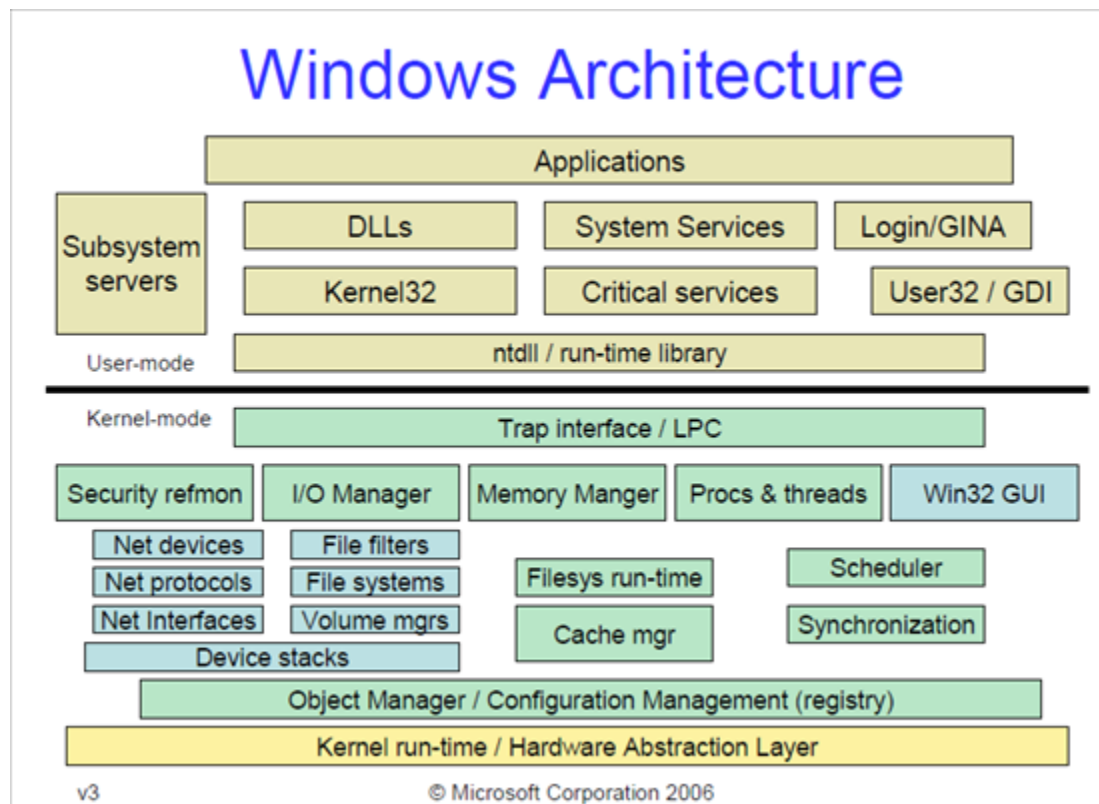 Windows Architecture
Applications
Subsystem
servers
DLLs
System Services
Login/GINA
Kernel32
Critical services
User32 / GDI
ntdll / run-time library
User-mode
Kernel-mode
Trap interface / LPC
Security refmon
I/O Manager
Memory Manger
Procs & threads
Win32 GUI
Net devices
File filters
Net protocols
File systems
Filesys run-time
Scheduler
Net Interfaces
Volume mgrs
Cache mgr
Synchronization
Device stacks
Object Manager / Configuration Management (registry)
Kernel run-time / Hardware Abstraction Layer
v3
© Microsoft Corporation 2006